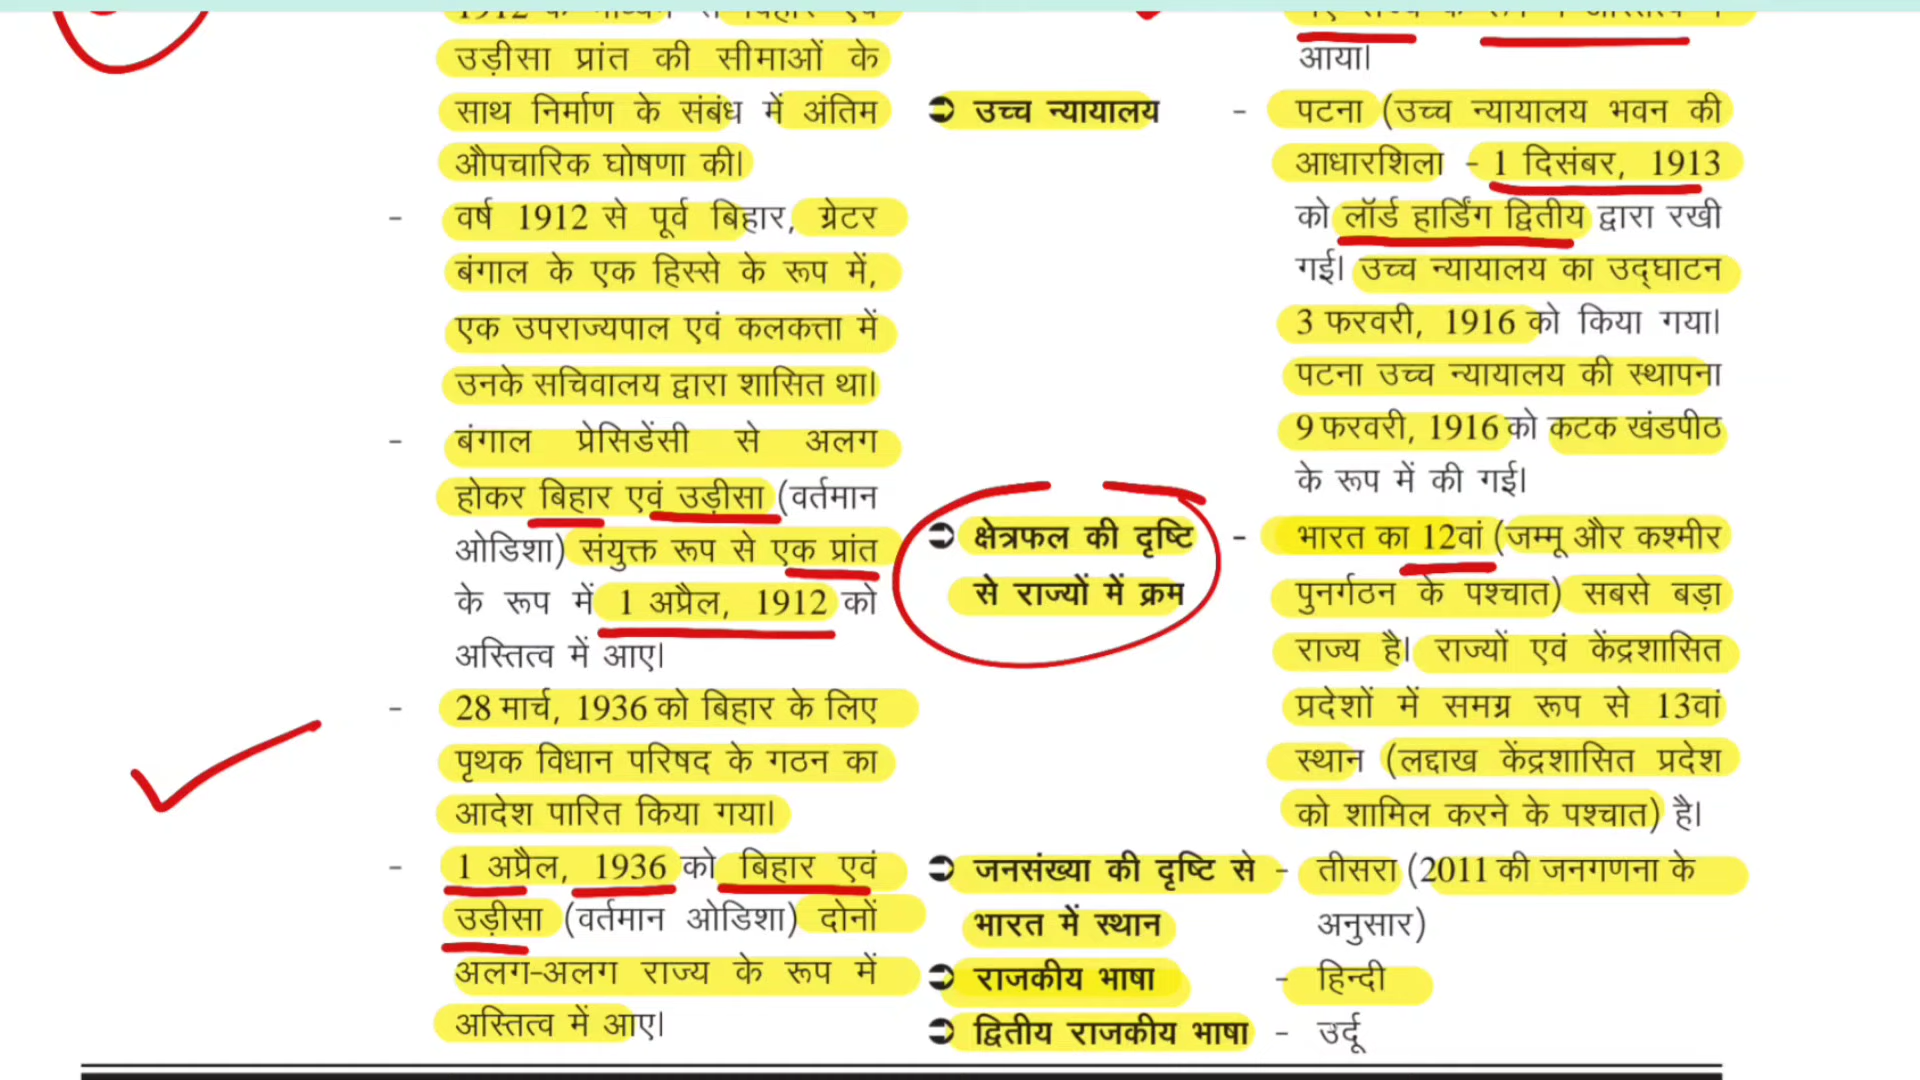 उड़ीसा प्रांत की सीमाओं के
साथ निर्माण के संबंध में अंतिम
औपचारिक घोषणा की।
- वर्ष 1912 से पूर्व बिहार, ग्रेटर
बंगाल के एक हिस्से के रूप में,
एक उपराज्यपाल एवं कलकत्ता में
उनके सचिवालय द्वारा शासित था।
- बंगाल प्रेसिडेंसी से अलग
होकर बिहार एवं उड़ीसा (वर्तमान
ओडिशा) संयुक्त रूप से एक प्रांत
के रूप में 1 अप्रैल, 1912 को
अस्तित्व में आए।
- 28 मार्च, 1936 को बिहार के लिए
पृथक विधान परिषद के गठन का
आदेश पारित किया गया।
- 1 अप्रैल, 1936 को बिहार एवं
उड़ीसा (वर्तमान ओडिशा) दोनों
अलग-अलग राज्य के रूप में
अस्तित्व में आए।
आया।
➲ उच्च न्यायालय - पटना (उच्च न्यायालय भवन की
आधारशिला - 1 दिसंबर, 1913
को लॉर्ड हार्डिंग द्वितीय द्वारा रखी
गई। उच्च न्यायालय का उद्घाटन
3 फरवरी, 1916 को किया गया।
पटना उच्च न्यायालय की स्थापना
9 फरवरी, 1916 को कटक खंडपीठ
के रूप में की गई।
➲ क्षेत्रफल की दृष्टि - भारत का 12वां (जम्मू और कश्मीर
से राज्यों में क्रम पुनर्गठन के पश्चात) सबसे बड़ा
राज्य है। राज्यों एवं केंद्रशासित
प्रदेशों में समग्र रूप से 13वां
स्थान (लद्दाख केंद्रशासित प्रदेश
को शामिल करने के पश्चात) है।
➲ जनसंख्या की दृष्टि से - तीसरा (2011 की जनगणना के
भारत में स्थान अनुसार)
➲ राजकीय भाषा - हिन्दी
➲ द्वितीय राजकीय भाषा - उर्दू